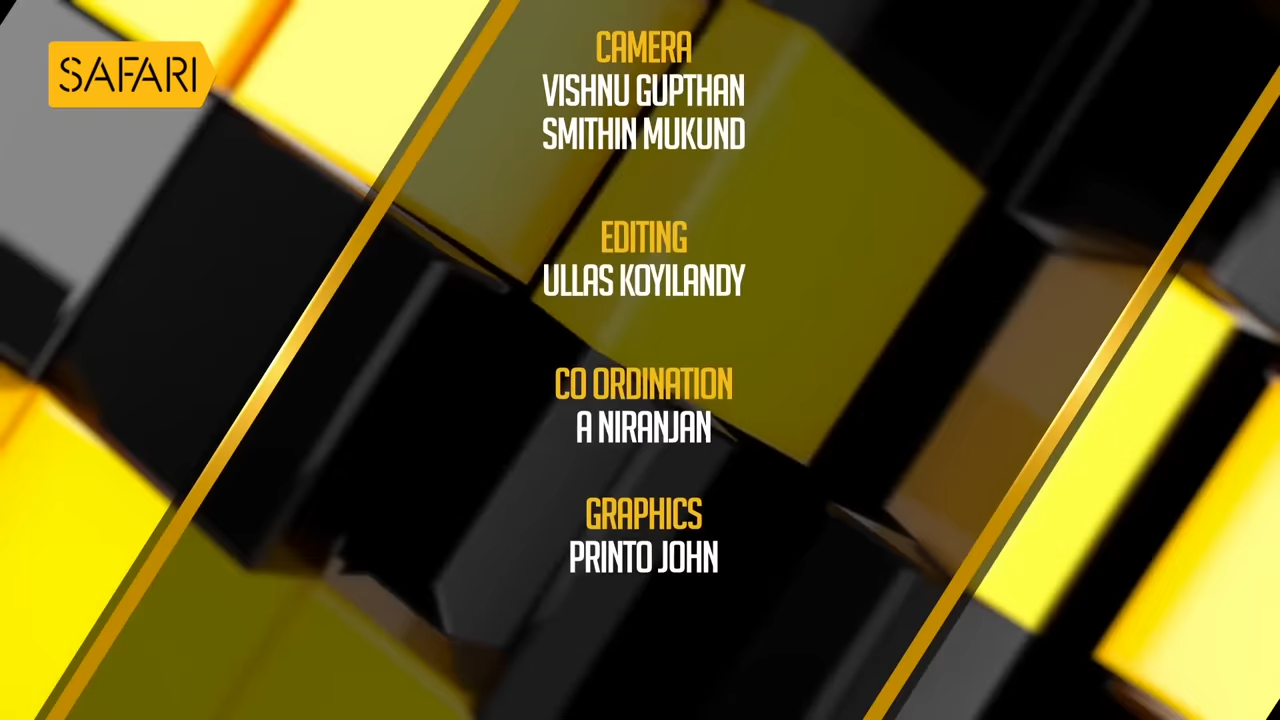 SAFARI
CAMERA
VISHNU GUPTHAN
SMITHIN MUKUND
EDITING
ULLAS KOYILANDY
CO ORDINATION
A NIRANJAN
GRAPHICS
PRINTO JOHN